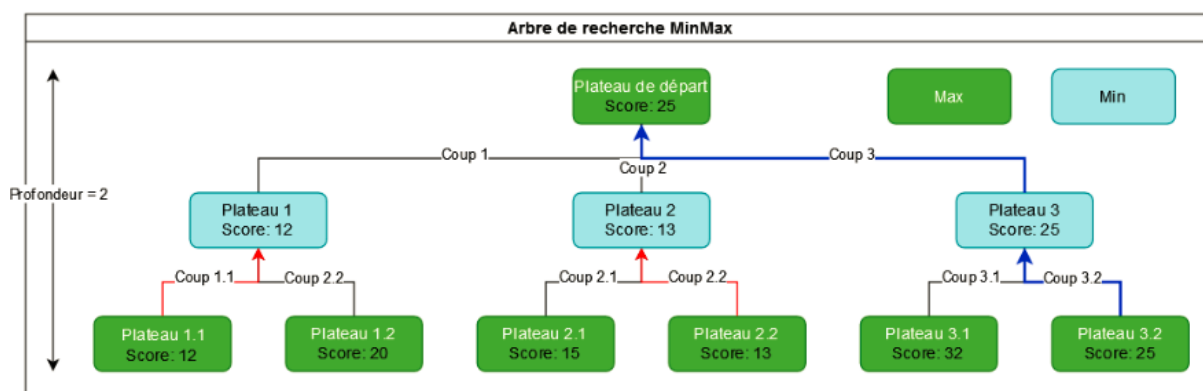 Arbre de recherche MinMax
Plateau de départ
Score: 25
Max
Min
Coup 1
Coup 3
Coup 2
Profondeur = 2
Plateau 1
Score: 12
Plateau 2
Score: 13
Plateau 3
Score: 25
Coup 1.1
Coup 2.2
Coup 2.1
Coup 2.2
Coup 3.1
Coup 3.2
Plateau 1.1
Score: 12
Plateau 1.2
Score: 20
Plateau 2.1
Score: 15
Plateau 2.2
Score: 13
Plateau 3.1
Score: 32
Plateau 3.2
Score: 25